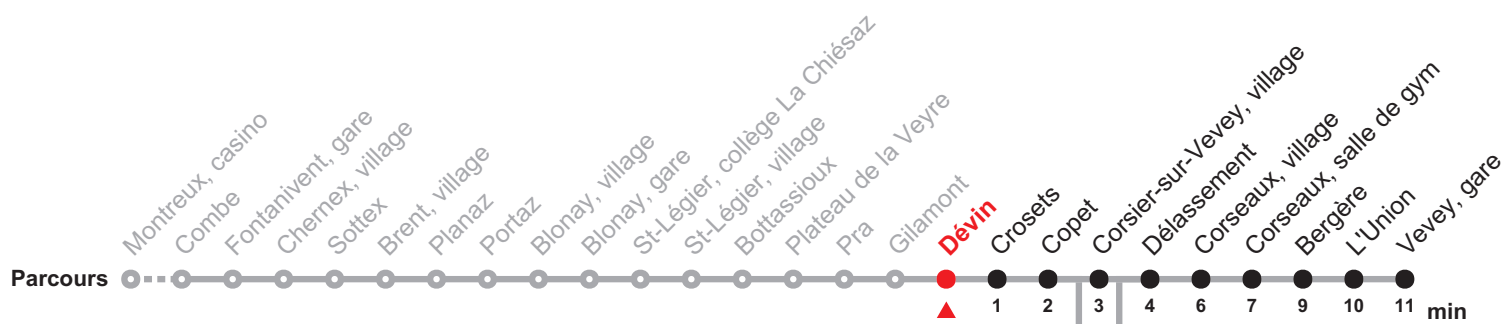 Montreux, casino
Combe
Fontanivent, gare
Chernex, village
Sottex
Brent, village
Planaz
Portaz
Blonay, village
Blonay, gare
St-Légier, collège La Chiésaz
St-Légier, village
Bottassioux
Plateau de la Veyre
Pra
Gilamont
Dévin
Crosets
Copet
Corsier-sur-Vevey, village
Délassement
Corseaux, village
Corseaux, salle de gym
Bergère
L'Union
Vevey, gare
Parcours
1 2 3 4 6 7 9 10 11 min